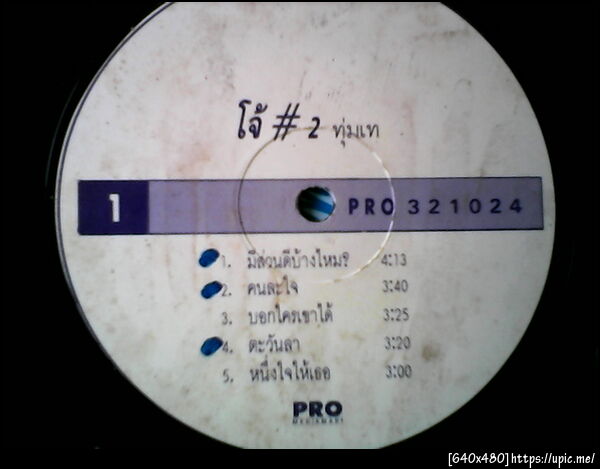 โจ้ # 2 ทุ่มเท
1 PRO 321024
1. มีส่วนดีบ้างไหม? 4:13
2. คนละใจ 3:40
3. บอกใครเขาได้ 3:25
4. ตะวันลา 3:20
5. หนึ่งใจให้เธอ 3:00
PRO
MEDIAMART
[640x480]https://upic.me/